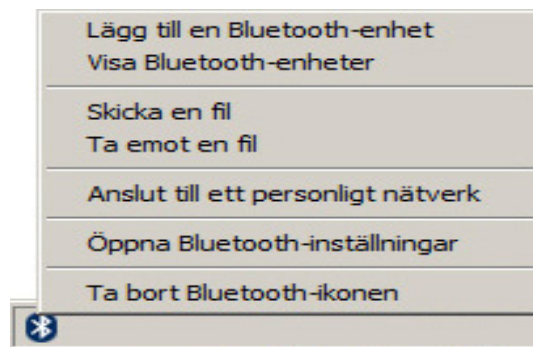 Lägg till en Bluetooth-enhet
Visa Bluetooth-enheter
Skicka en fil
Ta emot en fil
Anslut till ett personligt nätverk
Öppna Bluetooth-inställningar
Ta bort Bluetooth-ikonen